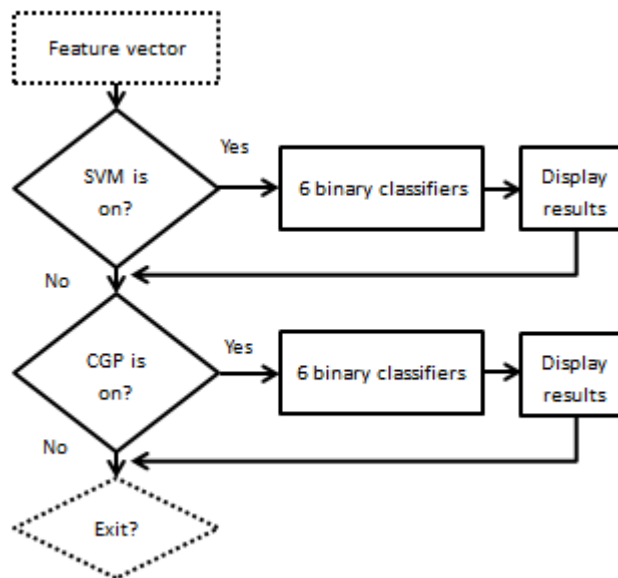 Feature vector
SVM is
on?
Yes
6 binary classifiers
Display
results
No
CGP is
on?
Yes
6 binary classifiers
Display
results
No
Exit?